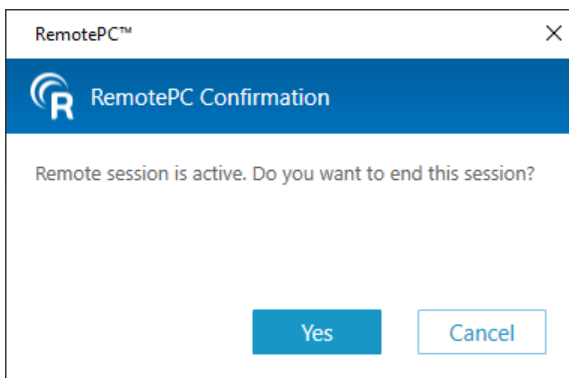 RemotePC™
RemotePC Confirmation
Remote session is active. Do you want to end this session?
Yes
Cancel